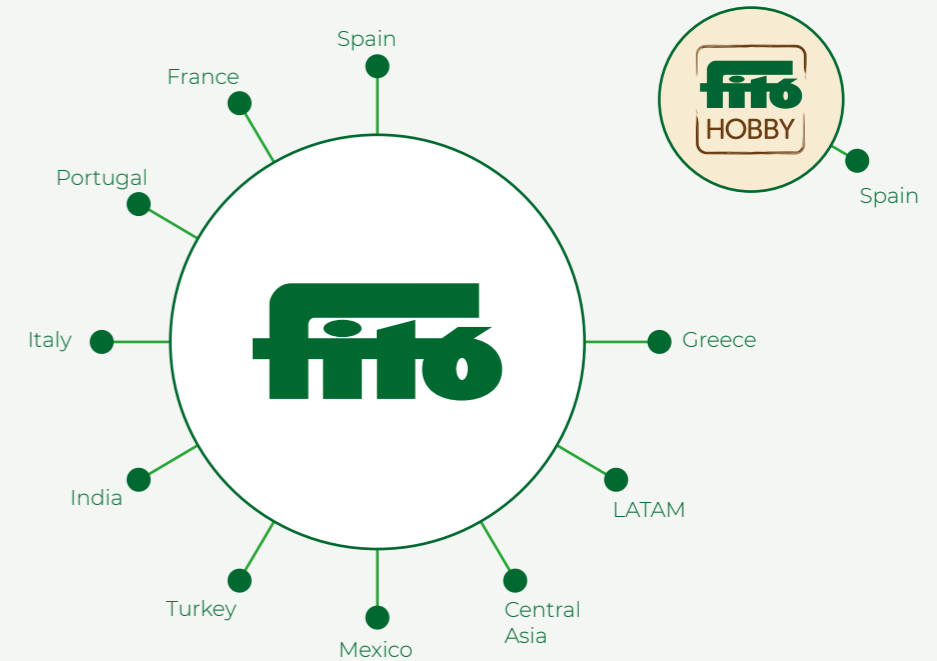 Spain
France
Portugal
Italy
India
Turkey
Mexico
Central
Asia
LATAM
Greece
fitó
fitó
HOBBY
Spain